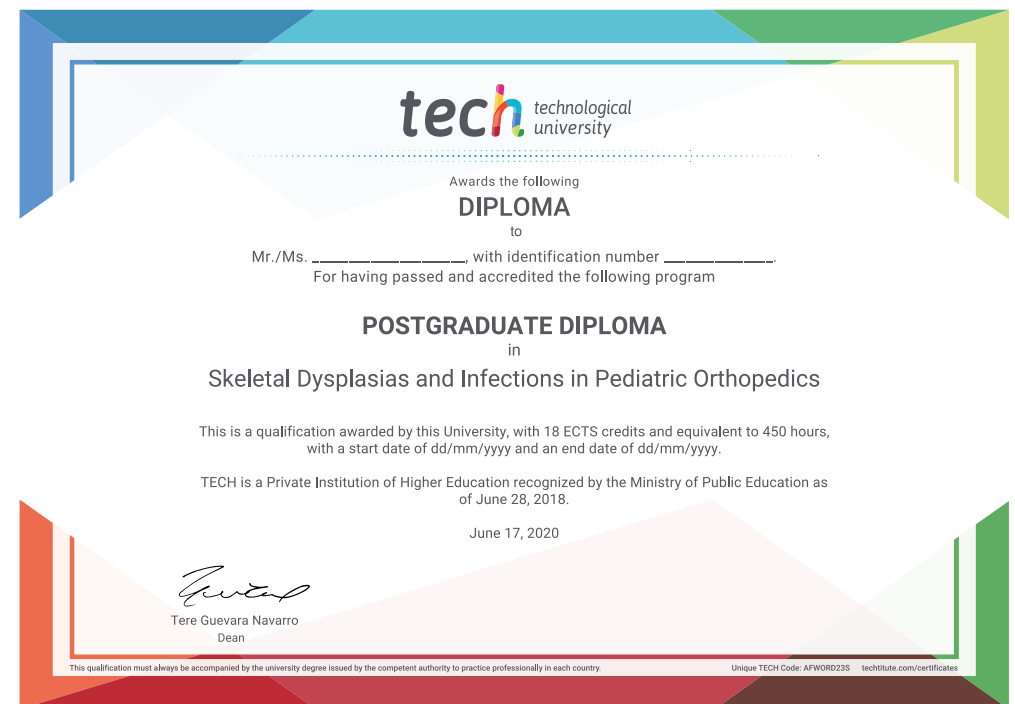 tech technological
university
Awards the following
DIPLOMA
to
Mr./Ms. ____________________, with identification number ______________.
For having passed and accredited the following program
POSTGRADUATE DIPLOMA
in
Skeletal Dysplasias and Infections in Pediatric Orthopedics
This is a qualification awarded by this University, with 18 ECTS credits and equivalent to 450 hours,
with a start date of dd/mm/yyyy and an end date of dd/mm/yyyy.
TECH is a Private Institution of Higher Education recognized by the Ministry of Public Education as
of June 28, 2018.
June 17, 2020
Tere Guevara Navarro
Dean
This qualification must always be accompanied by the university degree issued by the competent authority to practice professionally in each country.
Unique TECH Code: AFWORD23S techtitute.com/certificates